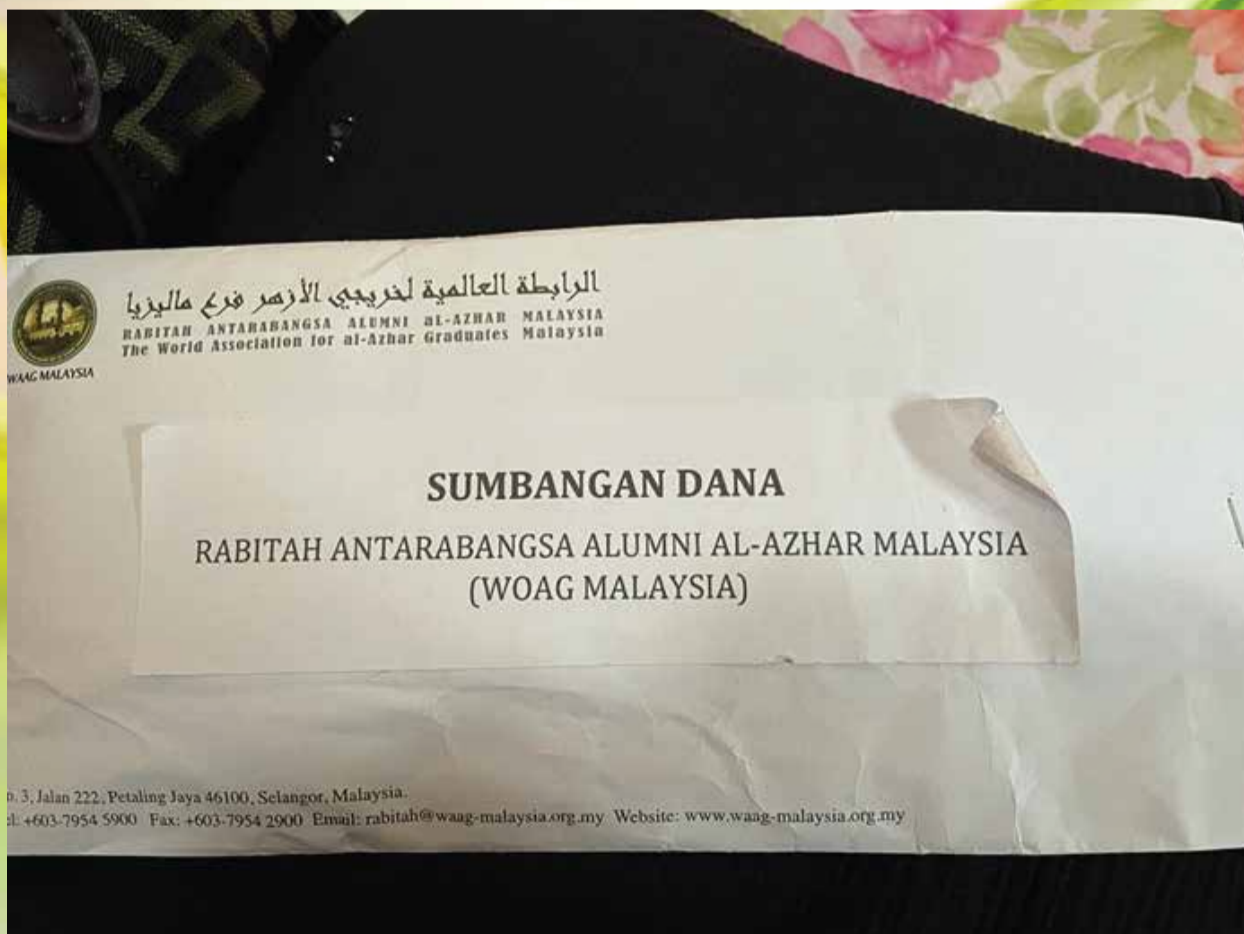 الرابطة العالمية لخريجي الأزهر فرع ماليزيا
RABITAH ANTARABANGSA ALUMNI aL-AZHAR MALAYSIA
The World Association for al-Azhar Graduates Malaysia
WAAG MALAYSIA
SUMBANGAN DANA
RABITAH ANTARABANGSA ALUMNI AL-AZHAR MALAYSIA
(WOAG MALAYSIA)
3, Jalan 222, Petaling Jaya 46100, Selangor, Malaysia.
+603-7954 5900 Fax: +603-7954 2900 Email: rabitah@waag-malaysia.org.my Website: www.waag-malaysia.org.my